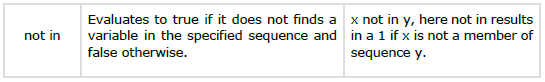 not in
Evaluates to true if it does not finds a
variable in the specified sequence and
false otherwise.
x not in y, here not in results
in a 1 if x is not a member of
sequence y.